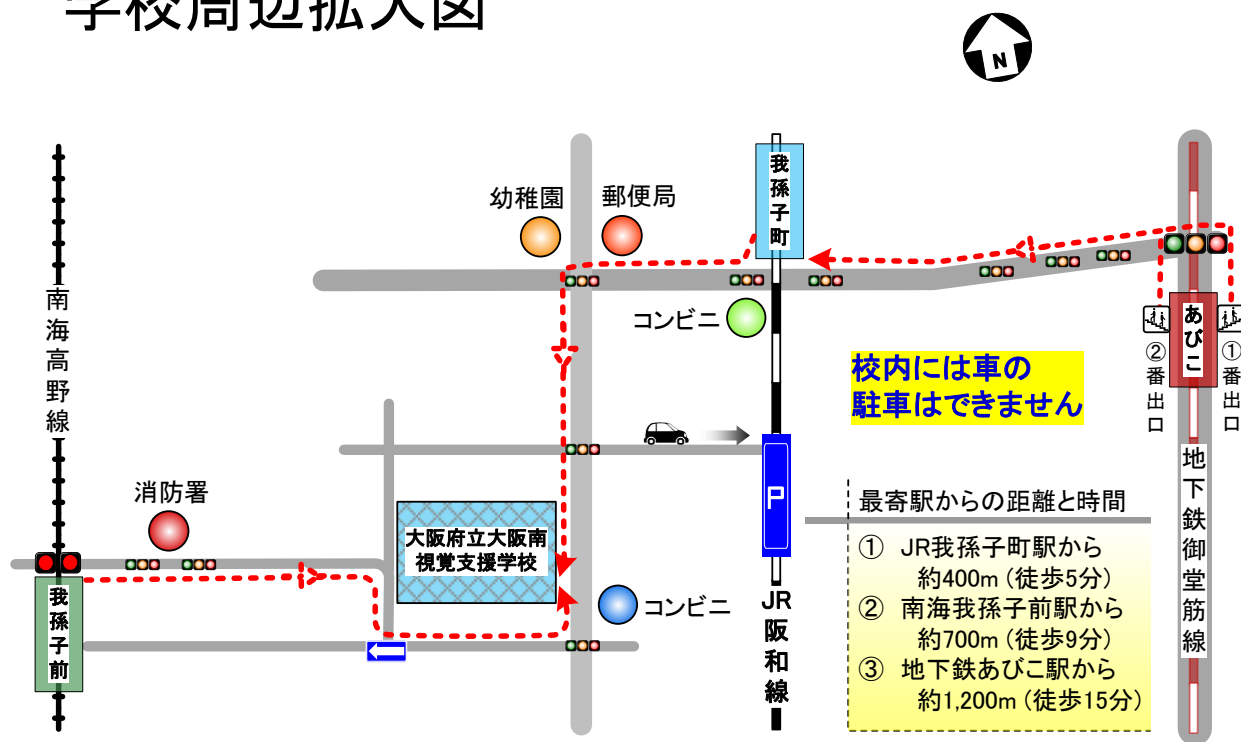 学校周辺拡大図
N
幼稚園
郵便局
我孫子町
南海高野線
コンビニ
あびこ
②番出口
①番出口
校内には車の
駐車はできません
地下鉄御堂筋線
消防署
P
大阪府立大阪南
視覚支援学校
最寄駅からの距離と時間
① JR我孫子町駅から
約400m(徒歩5分)
② 南海我孫子前駅から
約700m(徒歩9分)
③ 地下鉄あびこ駅から
約1,200m(徒歩15分)
我孫子前
コンビニ
JR阪和線